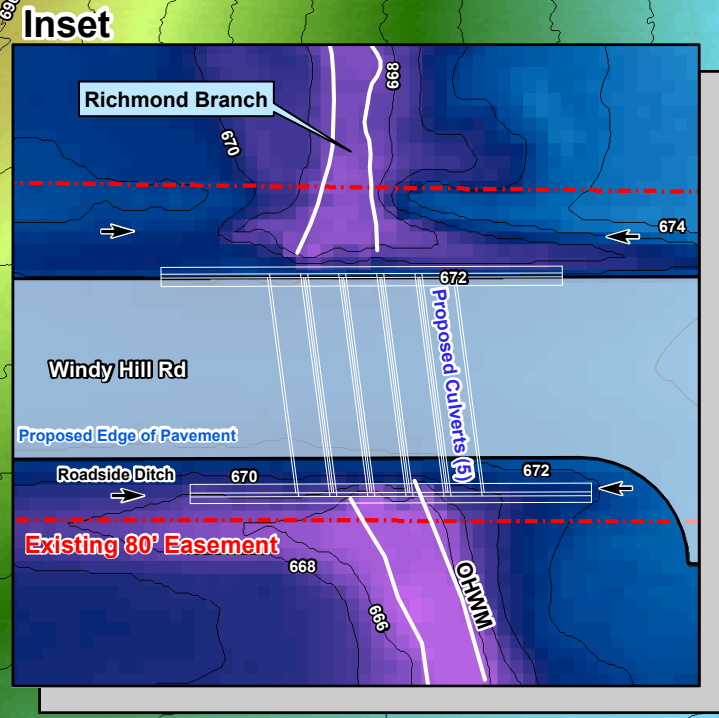 698
Inset
668
Richmond Branch
670
674
672
Proposed Culverts (5)
Windy Hill Rd
Proposed Edge of Pavement
Roadside Ditch
670
672
Existing 80' Easement
668
OHWM
666